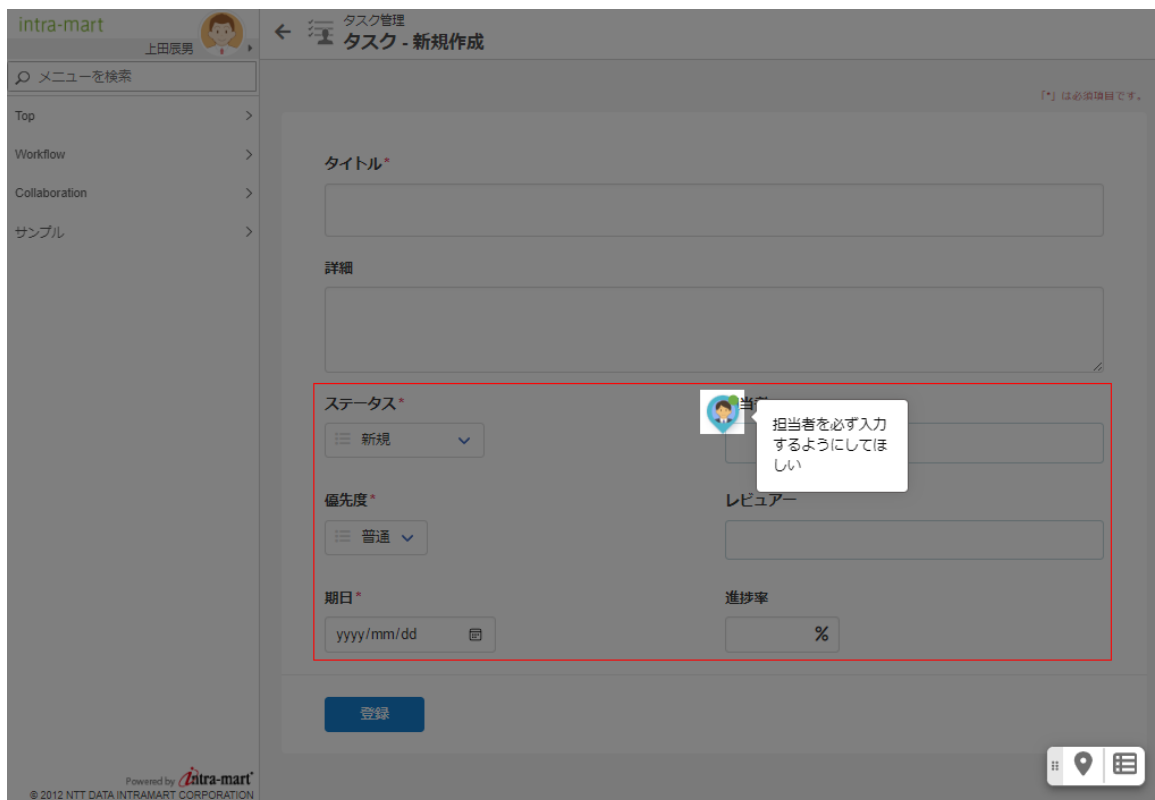 intra-mart
上田辰男
メニューを検索
Top
Workflow
Collaboration
サンプル
Powered by intra-mart
© 2012 NTT DATA INTRAMART CORPORATION
タスク管理
タスク - 新規作成
「*」は必須項目です。
タイトル*
詳細
ステータス*
新規
当者
担当者を必ず入力
するようにしてほ
しい
優先度*
普通
レビュアー
期日*
yyyy/mm/dd
進捗率
%
登録